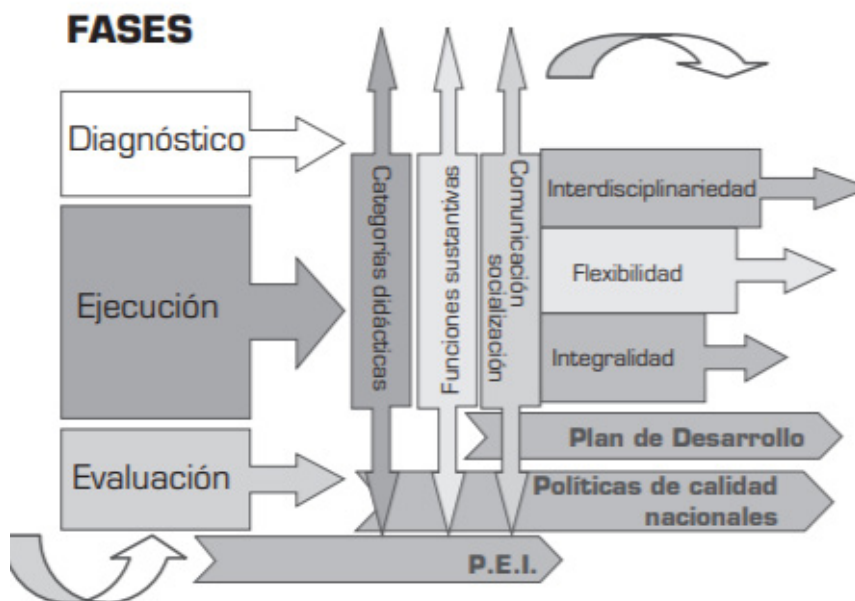 FASES
Diagnóstico
Ejecución
Evaluación
Categorías didácticas
Funciones sustantivas
Comunicación
socialización
Interdisciplinariedad
Flexibilidad
Integralidad
Plan de Desarrollo
Políticas de calidad
nacionales
P.E.I.